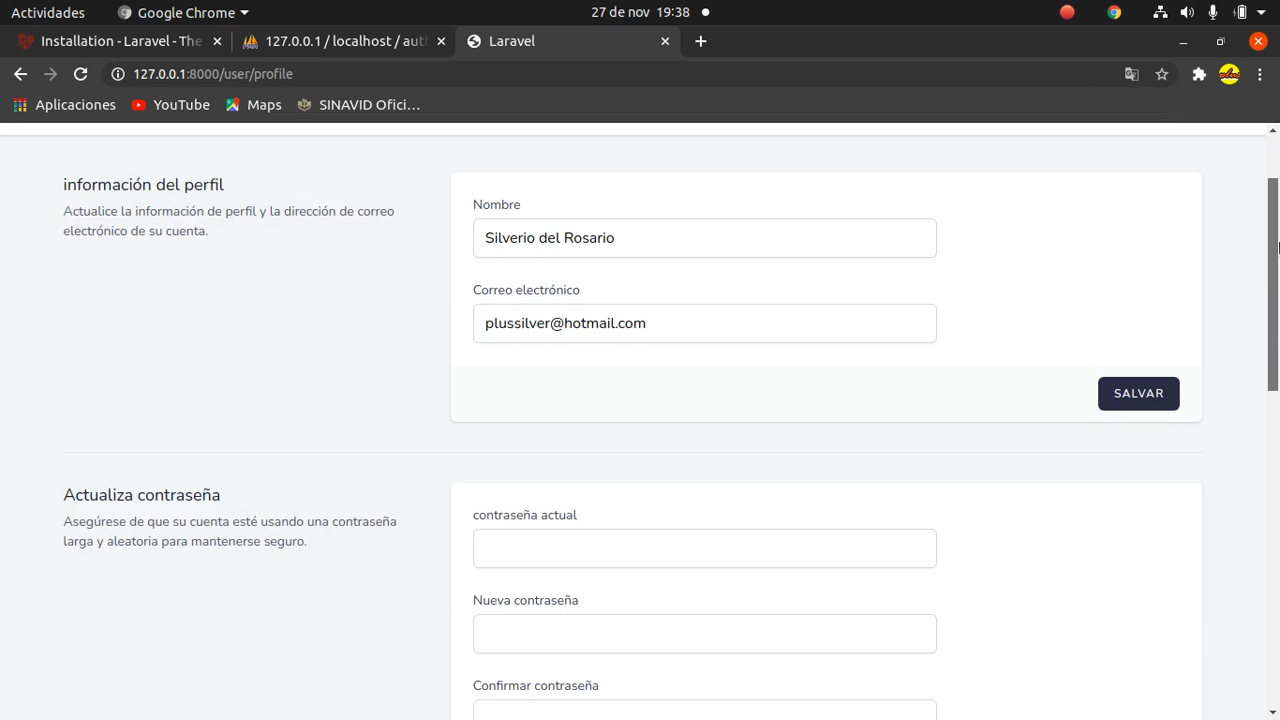 Actividades Google Chrome 27 de nov 19:38
Installation - Laravel - The 127.0.0.1 / localhost / aut Laravel
127.0.0.1:8000/user/profile
Aplicaciones YouTube Maps SINAVID Ofici...
información del perfil
Actualice la información de perfil y la dirección de correo
electrónico de su cuenta.
Nombre
Silverio del Rosario
Correo electrónico
plussilver@hotmail.com
SALVAR
Actualiza contraseña
Asegúrese de que su cuenta esté usando una contraseña
larga y aleatoria para mantenerse seguro.
contraseña actual
Nueva contraseña
Confirmar contraseña